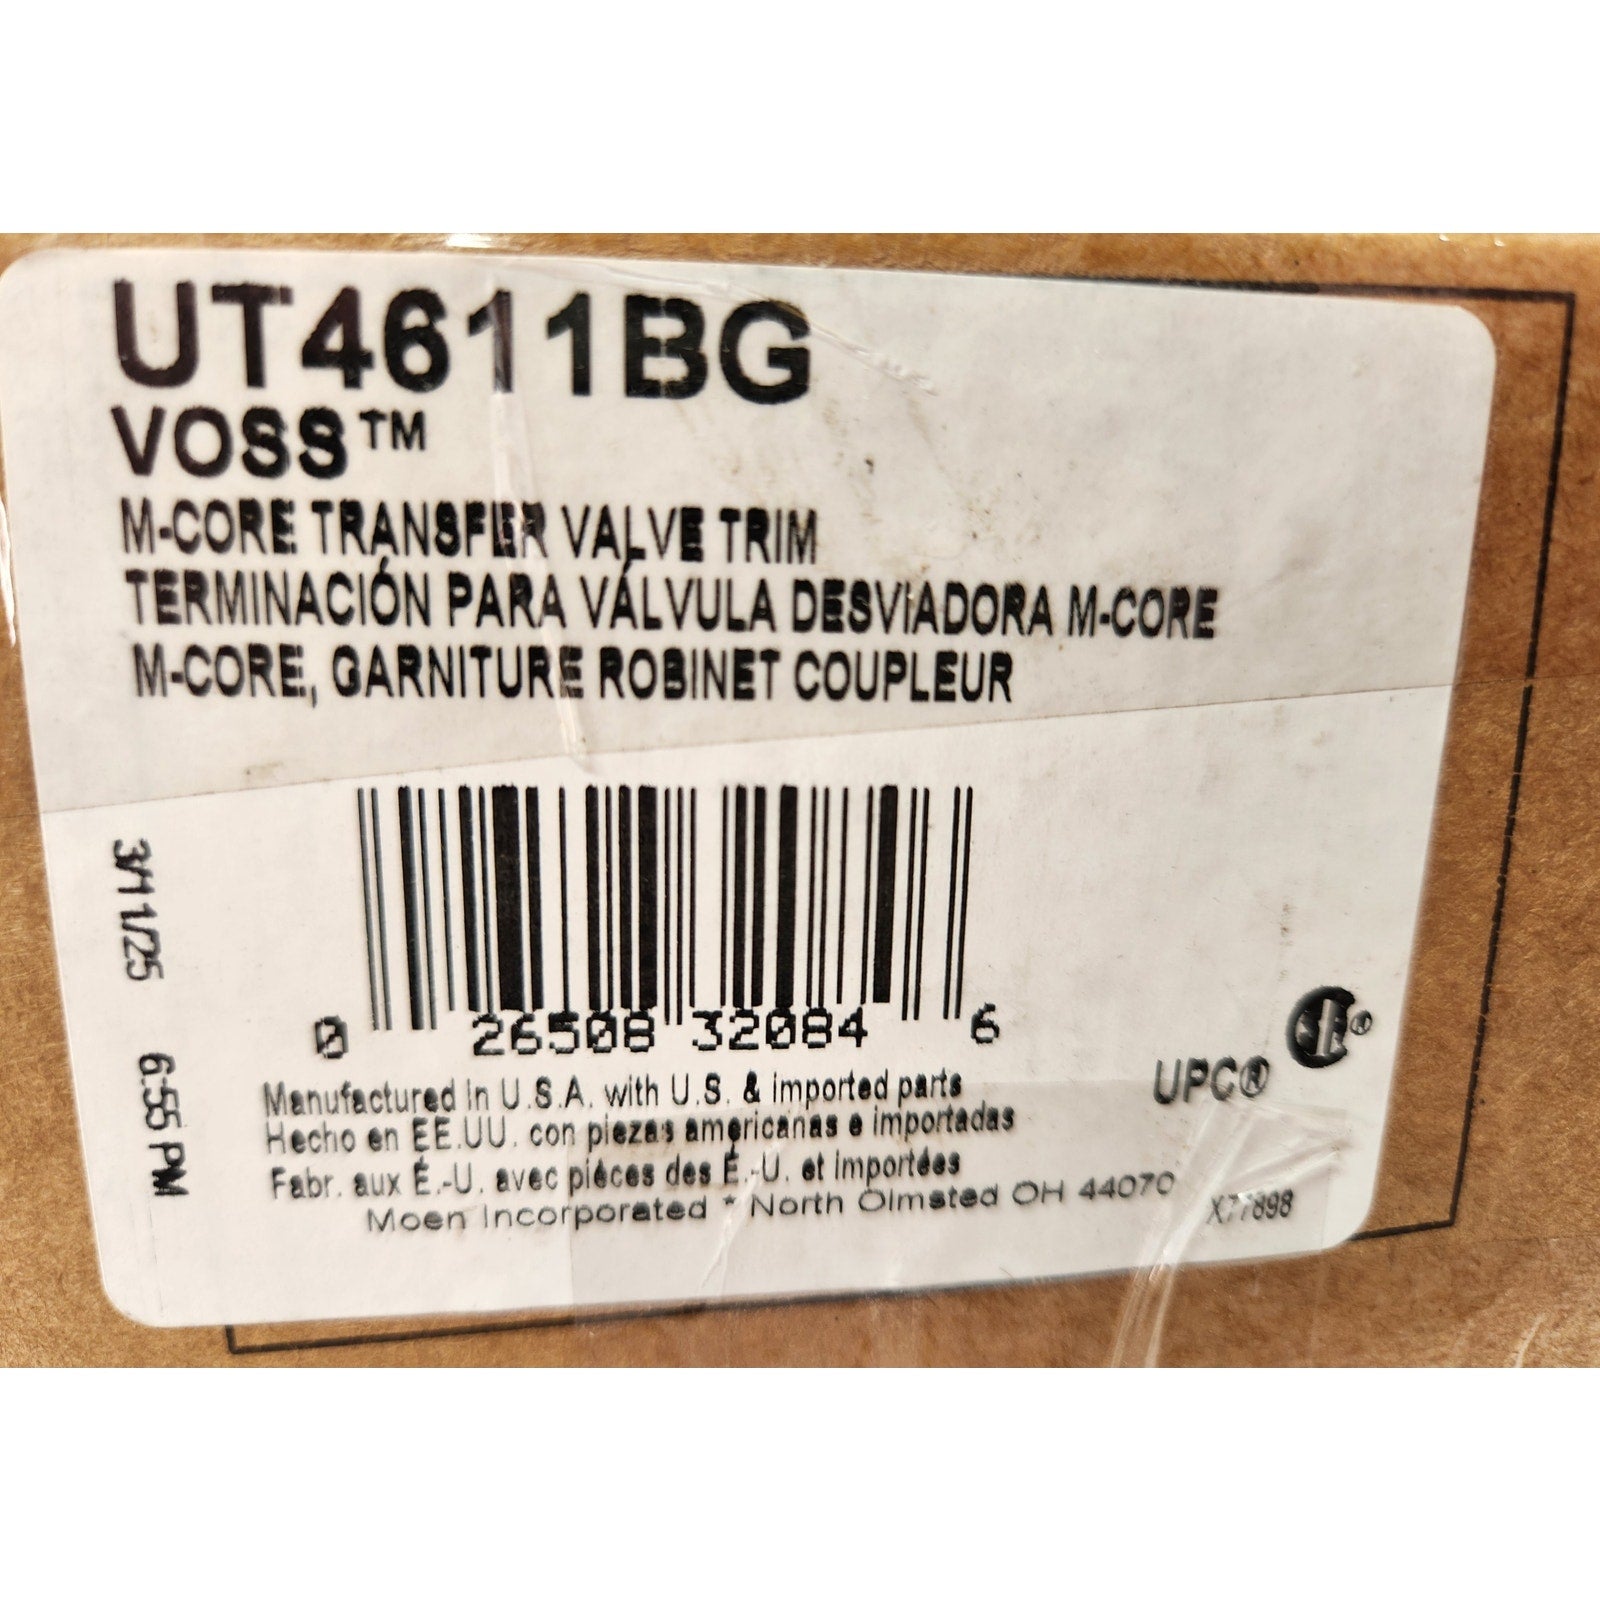 UT4611BG
VOSS™
M-CORE TRANSFER VALVE TRIM
TERMINACIÓN PARA VÁLVULA DESVIADORA M-CORE
M-CORE, GARNITURE ROBINET COUPLEUR
3/11/25 6:55 PM
0 26508 32084 6
Manufactured in U.S.A. with U.S. & imported parts
Hecho en EE.UU. con piezas americanas e importadas
Fabr. aux É.-U. avec pièces des É.-U. et importées
Moen Incorporated * North Olmsted OH 44070
UPC®
®
X77898